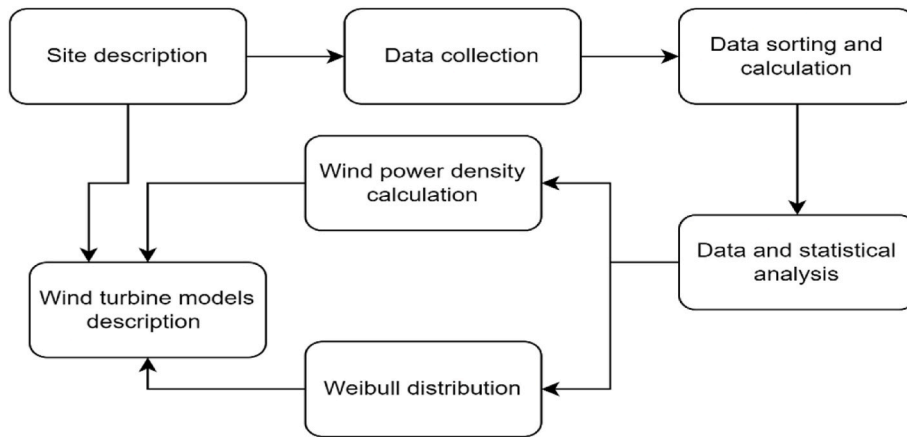 Site description
Data collection
Data sorting and
calculation
Wind power density
calculation
Data and statistical
analysis
Wind turbine models
description
Weibull distribution